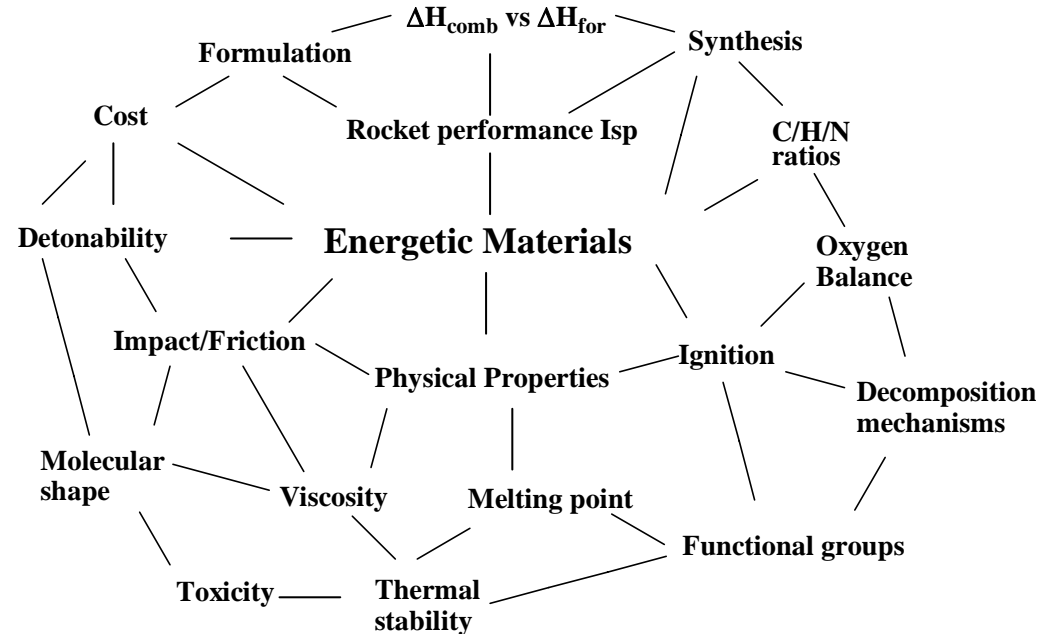 ΔHcomb vs ΔHfor
Formulation
Synthesis
Cost
Rocket performance Isp
C/H/N
ratios
Detonability
Energetic Materials
Oxygen
Balance
Impact/Friction
Ignition
Physical Properties
Decomposition
mechanisms
Molecular
shape
Viscosity
Melting point
Functional groups
Toxicity
Thermal
stability